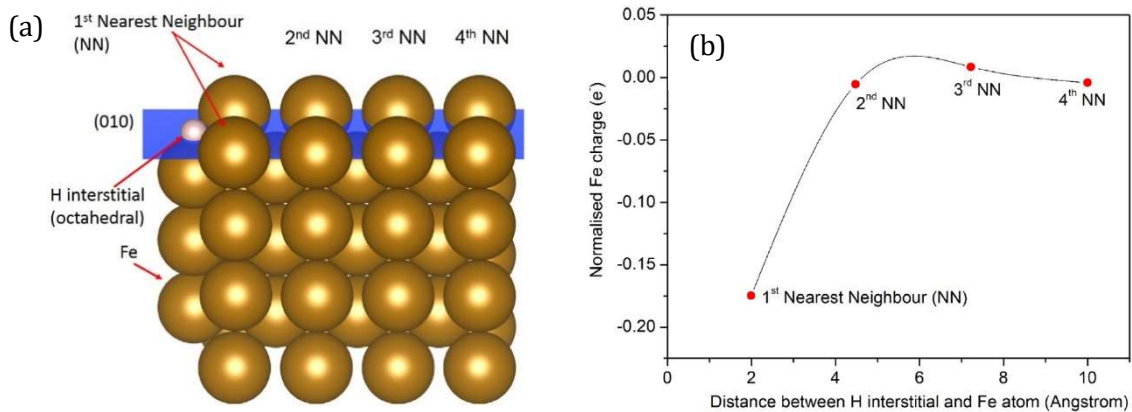 (a)
1st Nearest Neighbour
(NN)
2nd NN 3rd NN 4th NN
(010)
H interstitial
(octahedral)
Fe
(b)
Normalised Fe charge (e-)
0.05
0.00
-0.05
-0.10
-0.15
-0.20
2nd NN
3rd NN
4th NN
1st Nearest Neighbour (NN)
0 2 4 6 8 10
Distance between H interstitial and Fe atom (Angstrom)